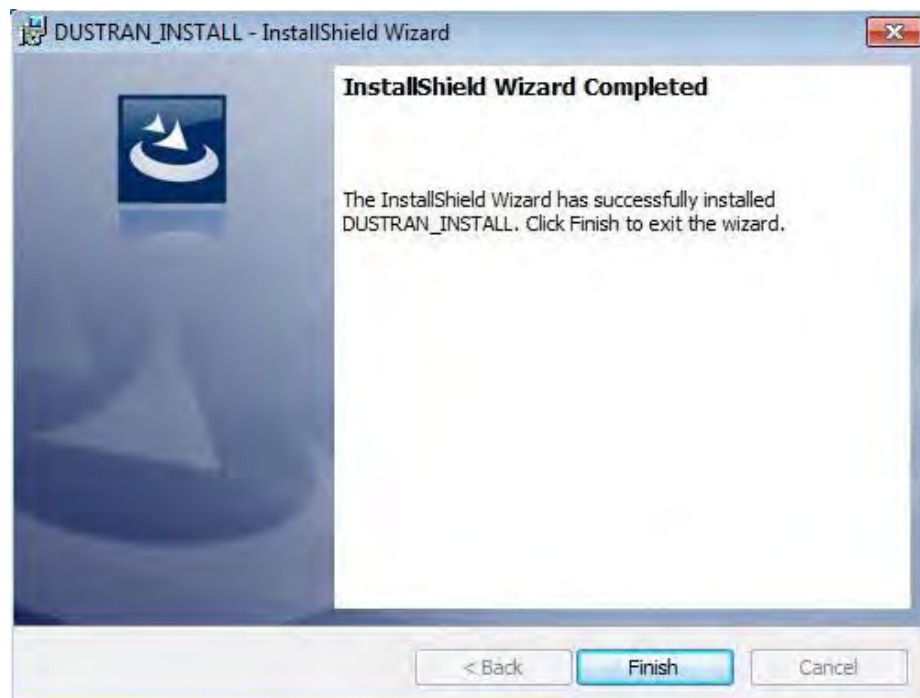 DUSTRAN_INSTALL - InstallShield Wizard
InstallShield Wizard Completed
The InstallShield Wizard has successfully installed
DUSTRAN_INSTALL. Click Finish to exit the wizard.
< Back
Finish
Cancel